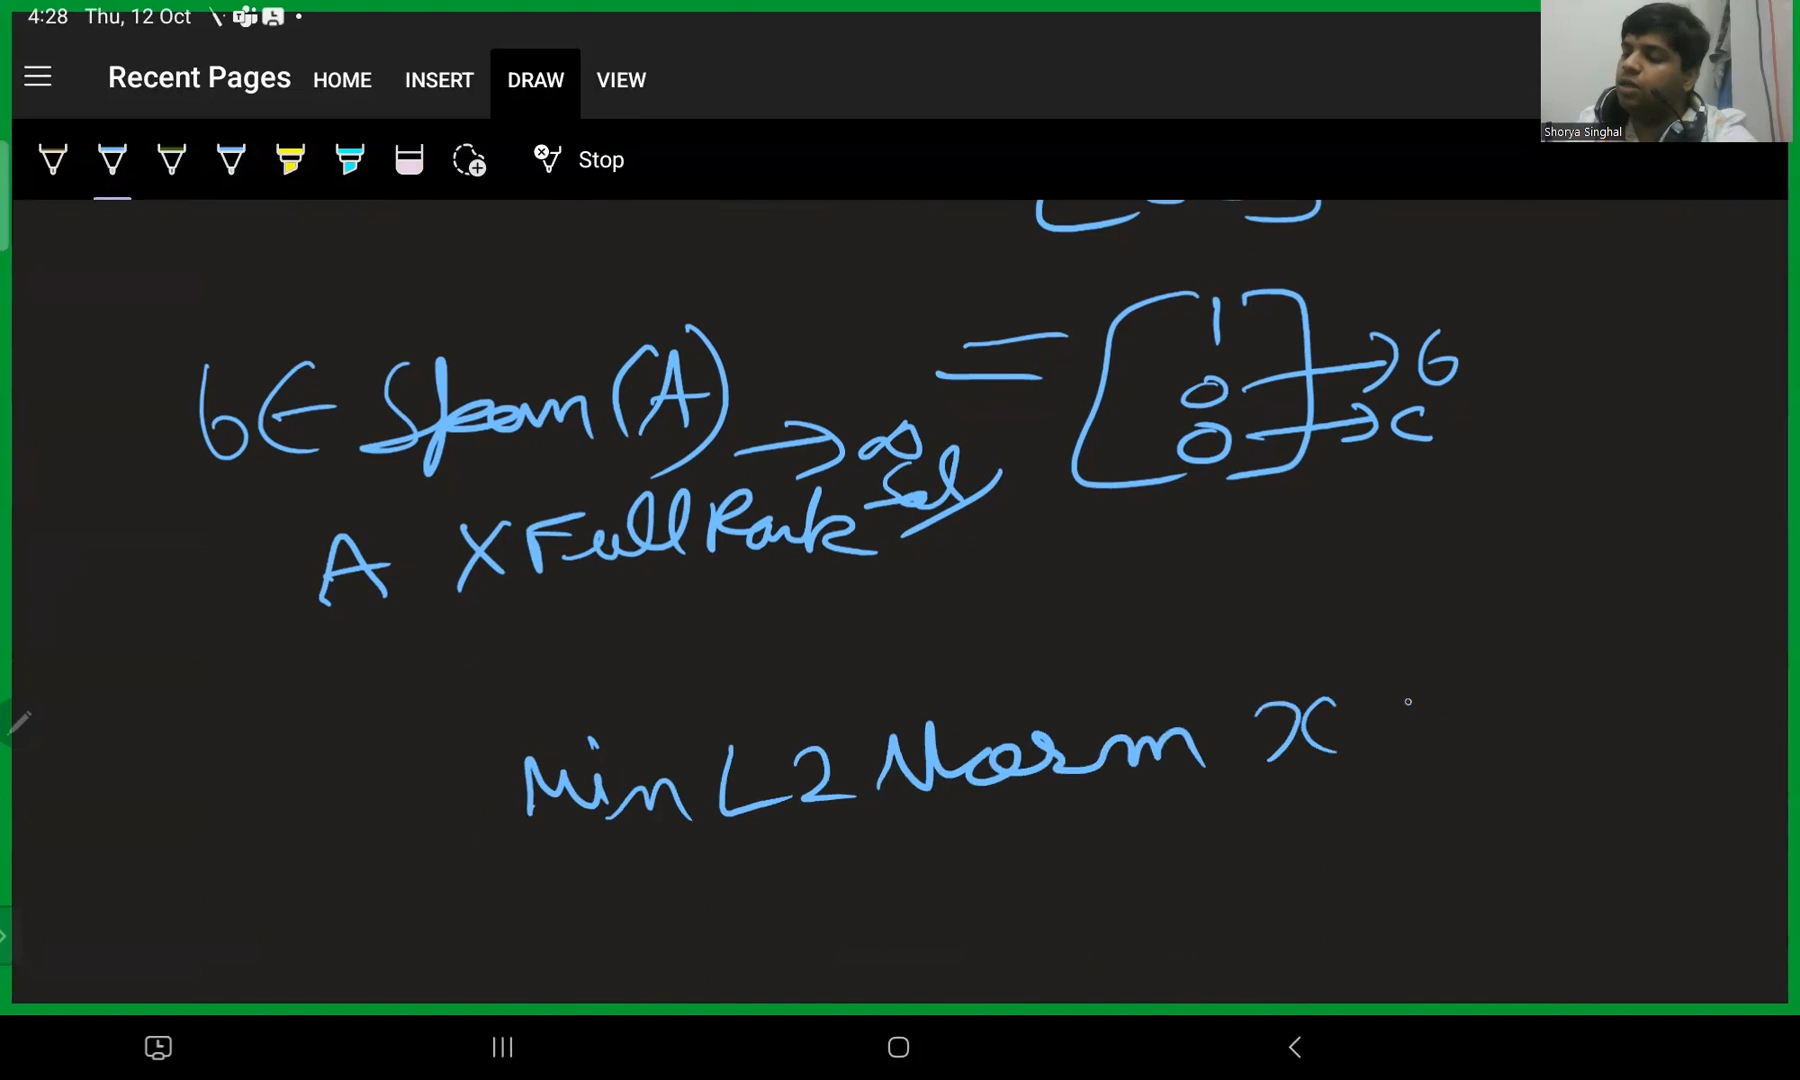 4:28 Thu, 12 Oct
Recent Pages HOME INSERT DRAW VIEW
Shorya Singhal
Stop
b ∈ Span (A) → ∞ Sol
A X Full Rank
= [ 1
0 → b
0 → c ]
Min L2 Norm x